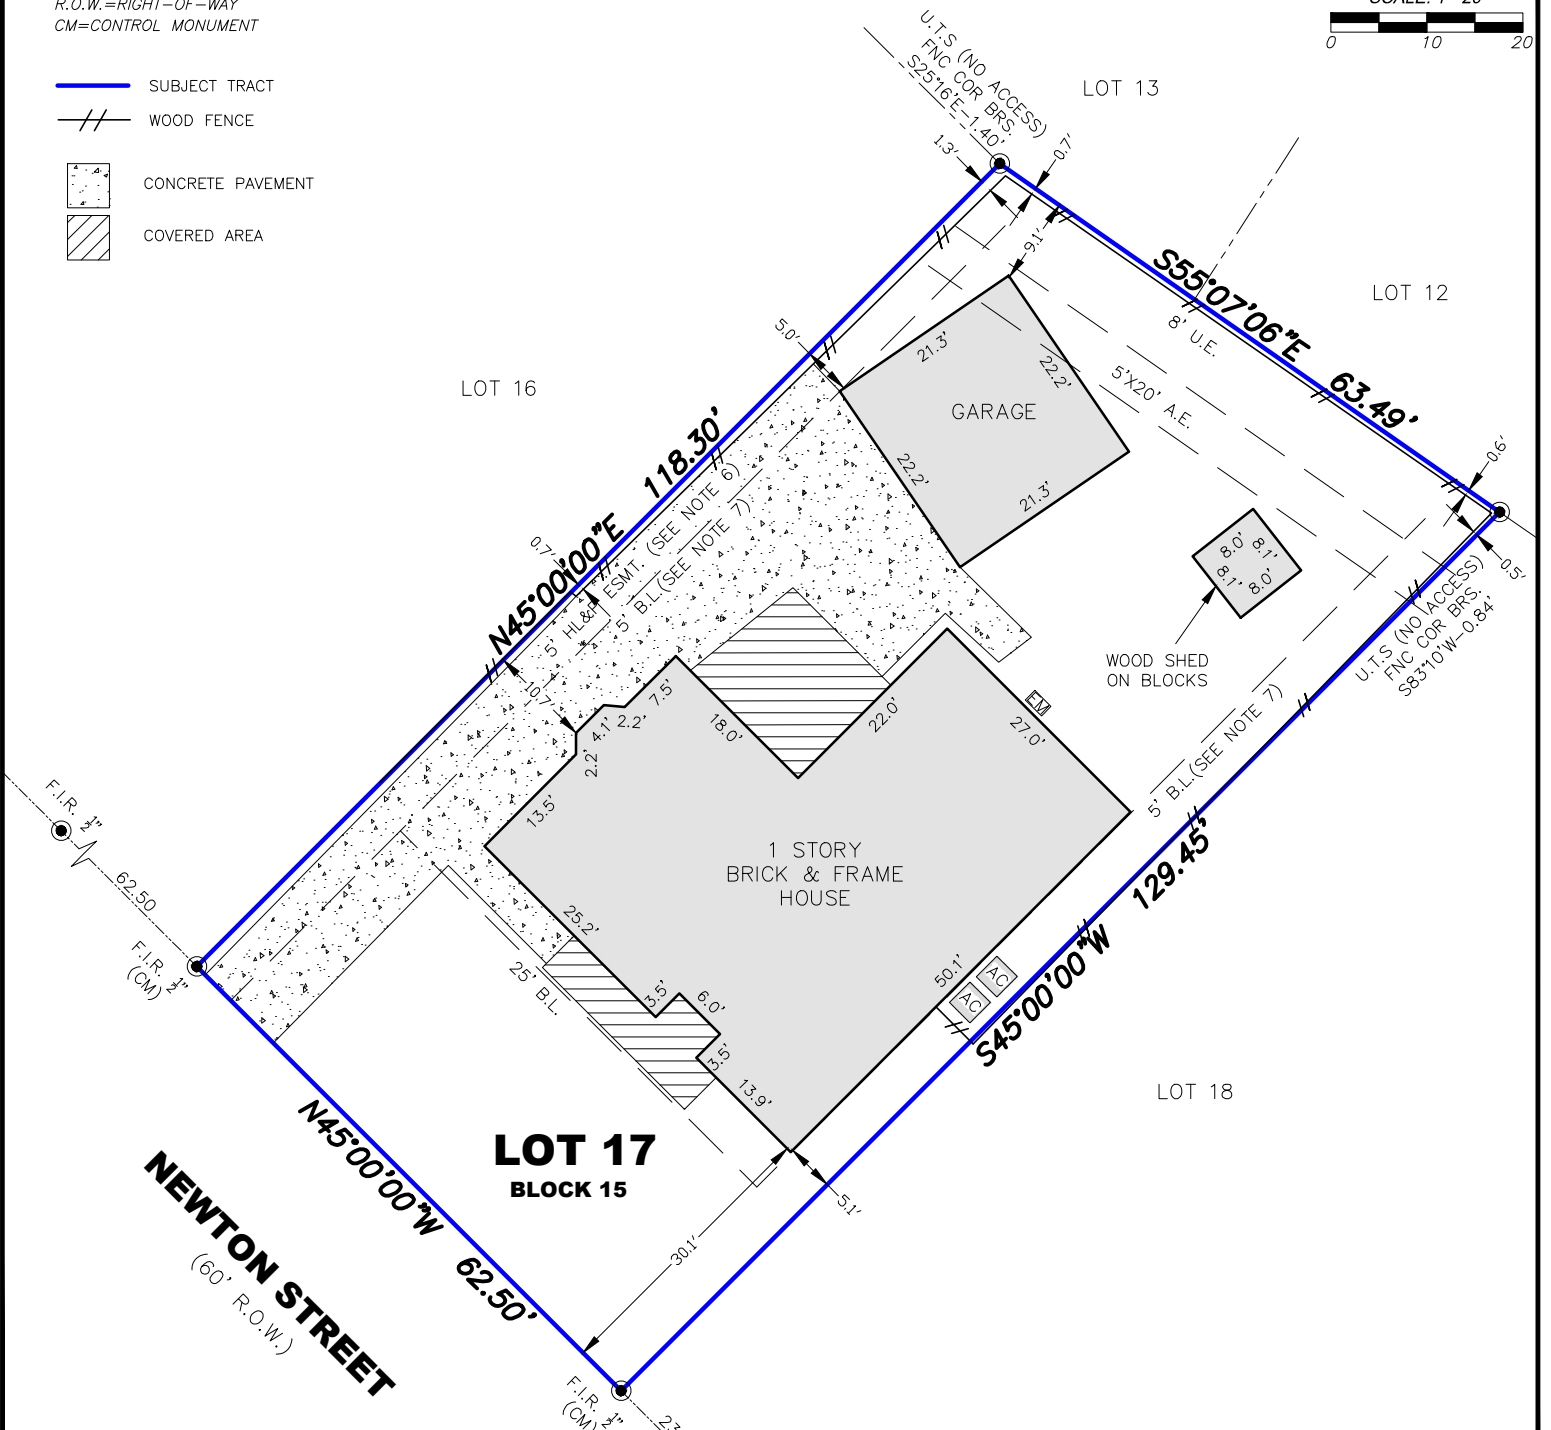 R.O.W.=RIGHT-OF-WAY
CM=CONTROL MONUMENT
SUBJECT TRACT
WOOD FENCE
CONCRETE PAVEMENT
COVERED AREA
0 10 20
U.T.S (NO ACCESS)
FNC COR BRS.
S25°16'E-1.40'
LOT 13
1.3'
0.7'
9.1'
S55°07'06"E 63.49'
LOT 12
8' U.E.
5'X20' A.E.
5.0'
21.3'
22.2'
GARAGE
22.2'
21.3'
LOT 16
N45°00'00"E 118.30'
0.7'
5' HL&P ESMT. (SEE NOTE 6)
5' B.L.(SEE NOTE 7)
0.6'
0.5'
8.0'
8.1'
8.1'
8.0'
U.T.S (NO ACCESS)
FNC COR BRS.
S83°10'W-0.84'
WOOD SHED
ON BLOCKS
10.7'
7.5'
2.2'
4.1'
2.2'
18.0'
22.0'
EM
27.0'
5' B.L.(SEE NOTE 7)
13.5'
F.I.R. ½"
62.50
F.I.R. ½"
(CM)
1 STORY
BRICK & FRAME
HOUSE
25.2'
25' B.L.
3.5'
6.0'
3.5'
13.9'
50.1'
AC
AC
S45°00'00"W 129.45'
LOT 18
LOT 17
BLOCK 15
5.1'
30.1'
N45°00'00"W 62.50'
NEWTON STREET
(60' R.O.W.)
F.I.R. ½"
(CM)